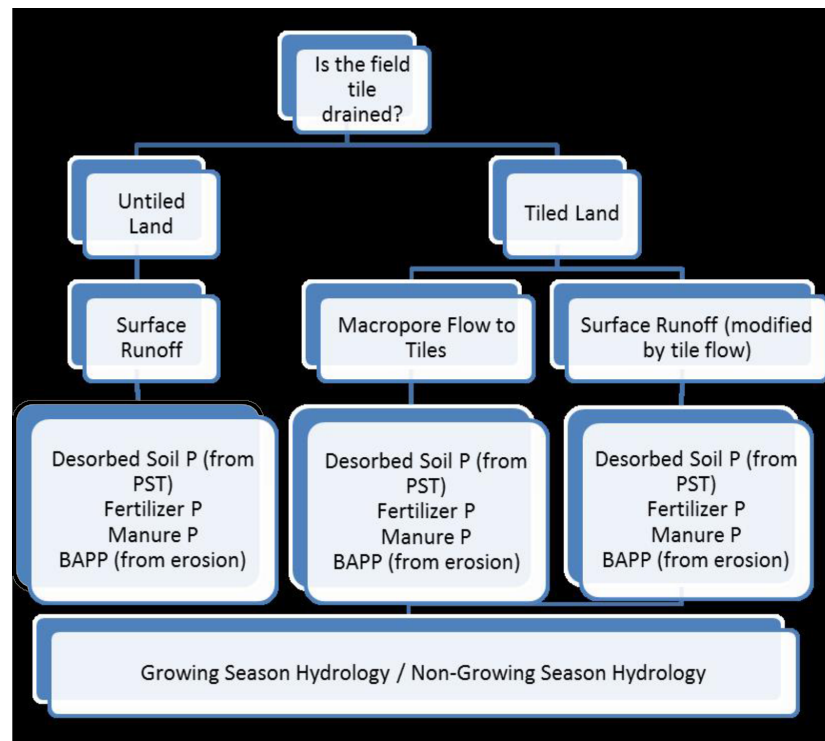 Is the field
tile
drained?
Untiled
Land
Tiled Land
Surface
Runoff
Macropore Flow to
Tiles
Surface Runoff (modified
by tile flow)
Desorbed Soil P (from
PST)
Fertilizer P
Manure P
BAPP (from erosion)
Desorbed Soil P (from
PST)
Fertilizer P
Manure P
BAPP (from erosion)
Desorbed Soil P (from
PST)
Fertilizer P
Manure P
BAPP (from erosion)
Growing Season Hydrology / Non-Growing Season Hydrology